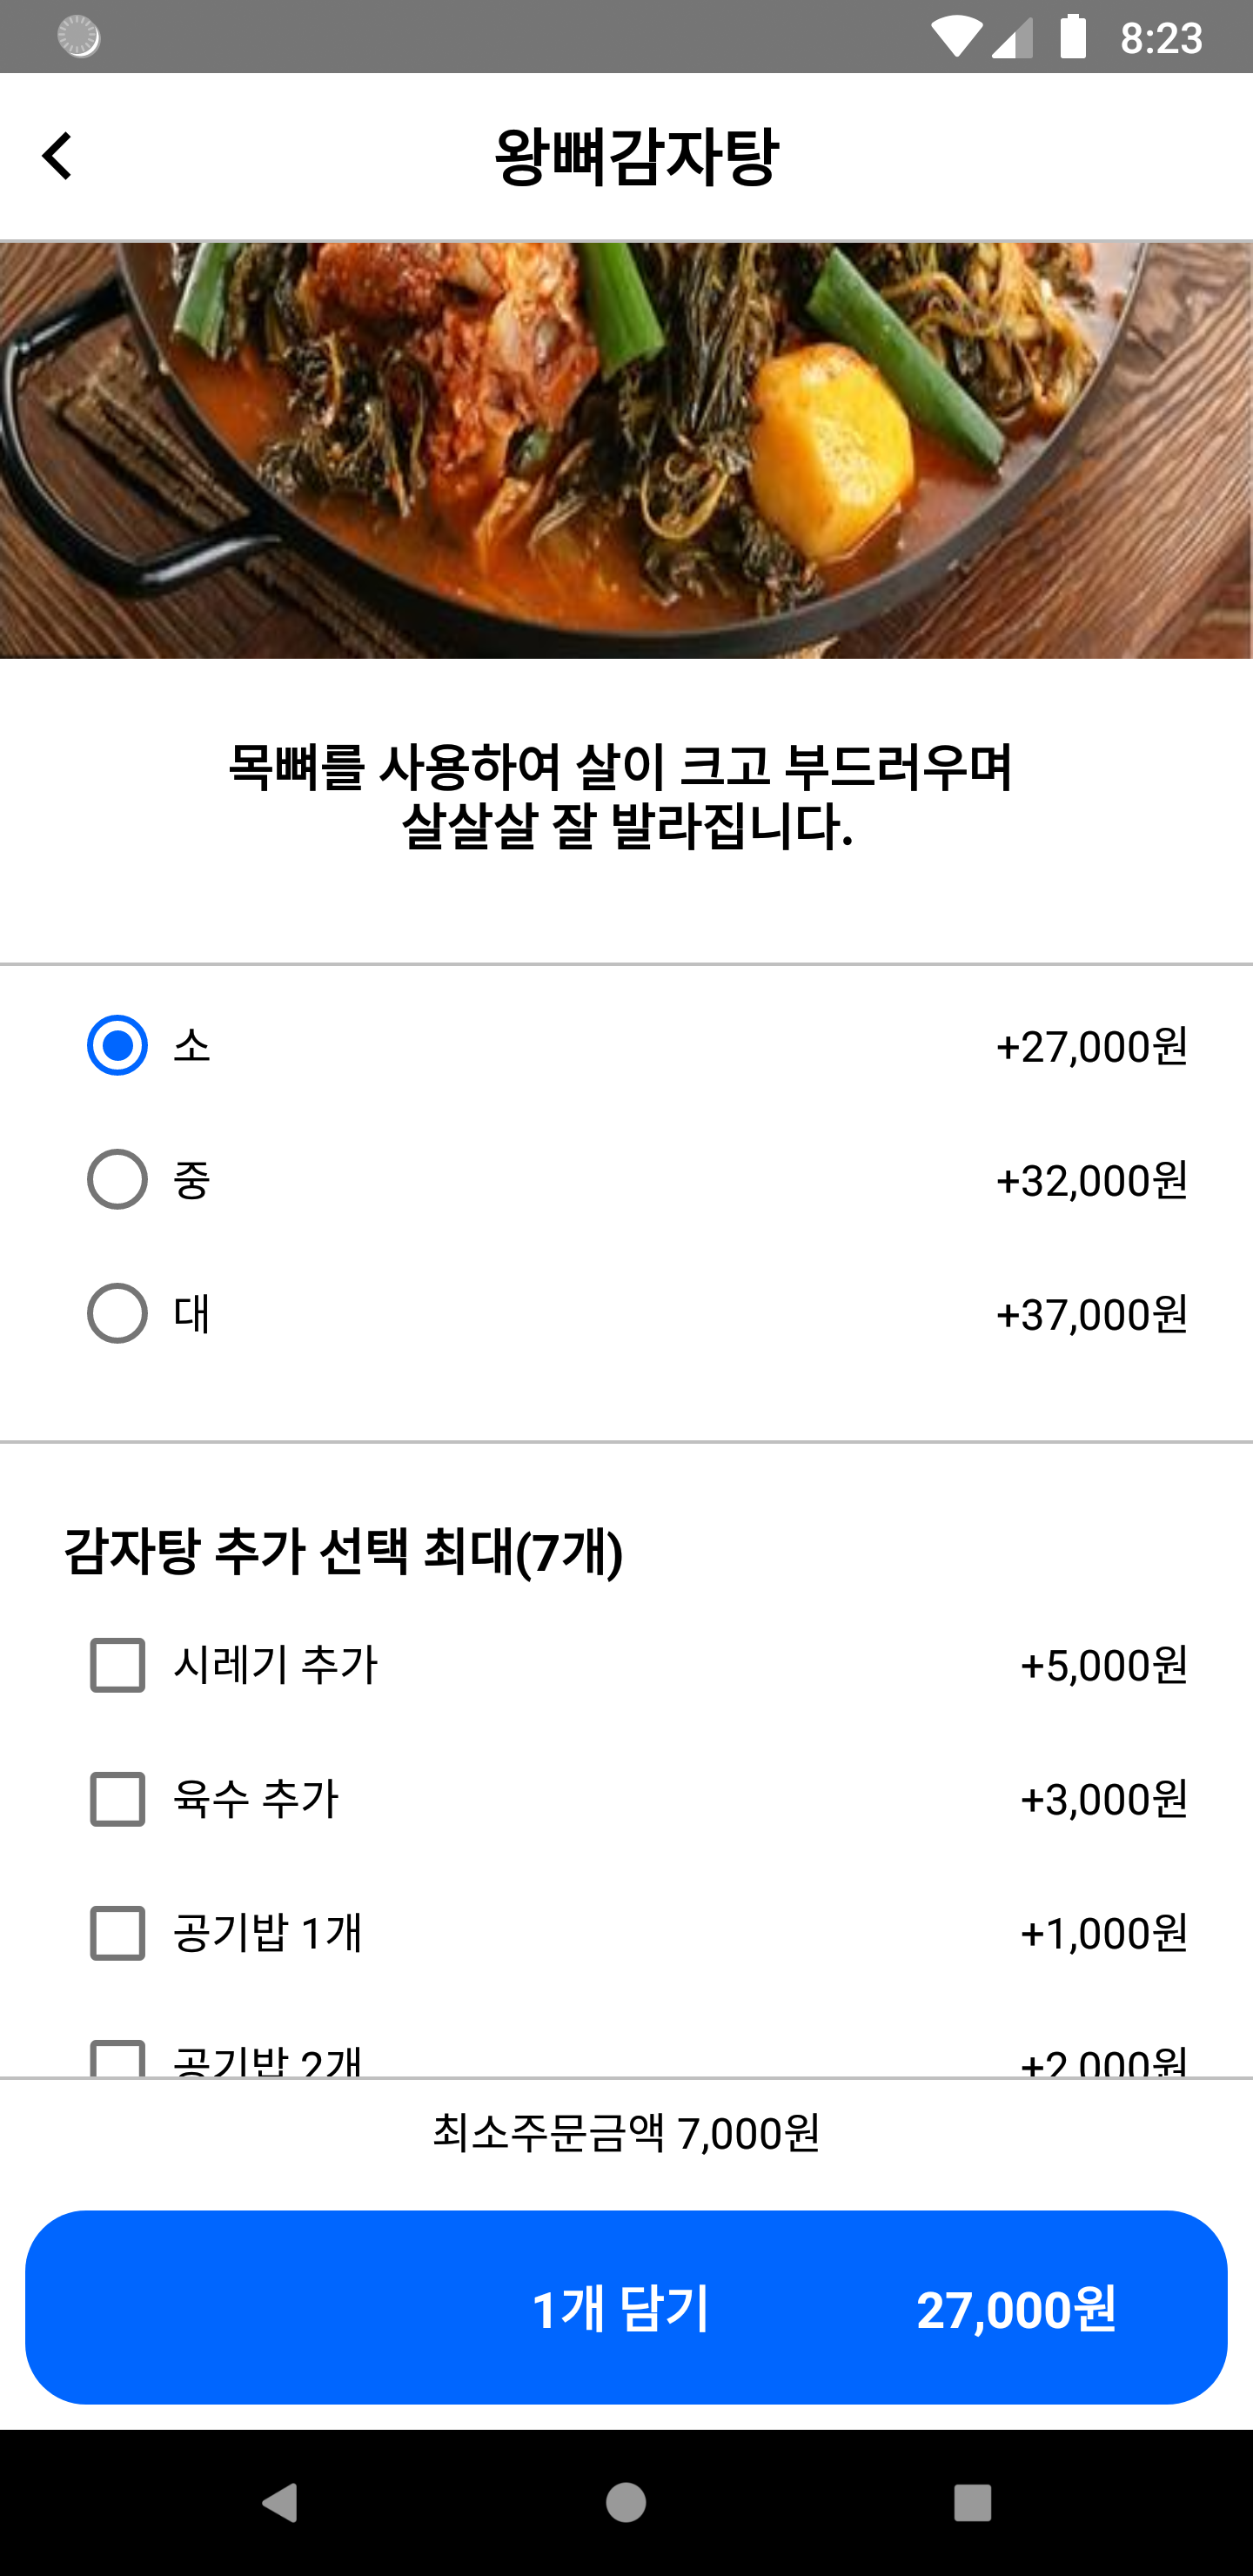 8:23
왕뼈감자탕
목뼈를 사용하여 살이 크고 부드러우며
살살살 잘 발라집니다.
소 +27,000원
중 +32,000원
대 +37,000원
감자탕 추가 선택 최대(7개)
시레기 추가 +5,000원
육수 추가 +3,000원
공기밥 1개 +1,000원
공기밥 2개 +2,000원
최소주문금액 7,000원
1개 담기 27,000원